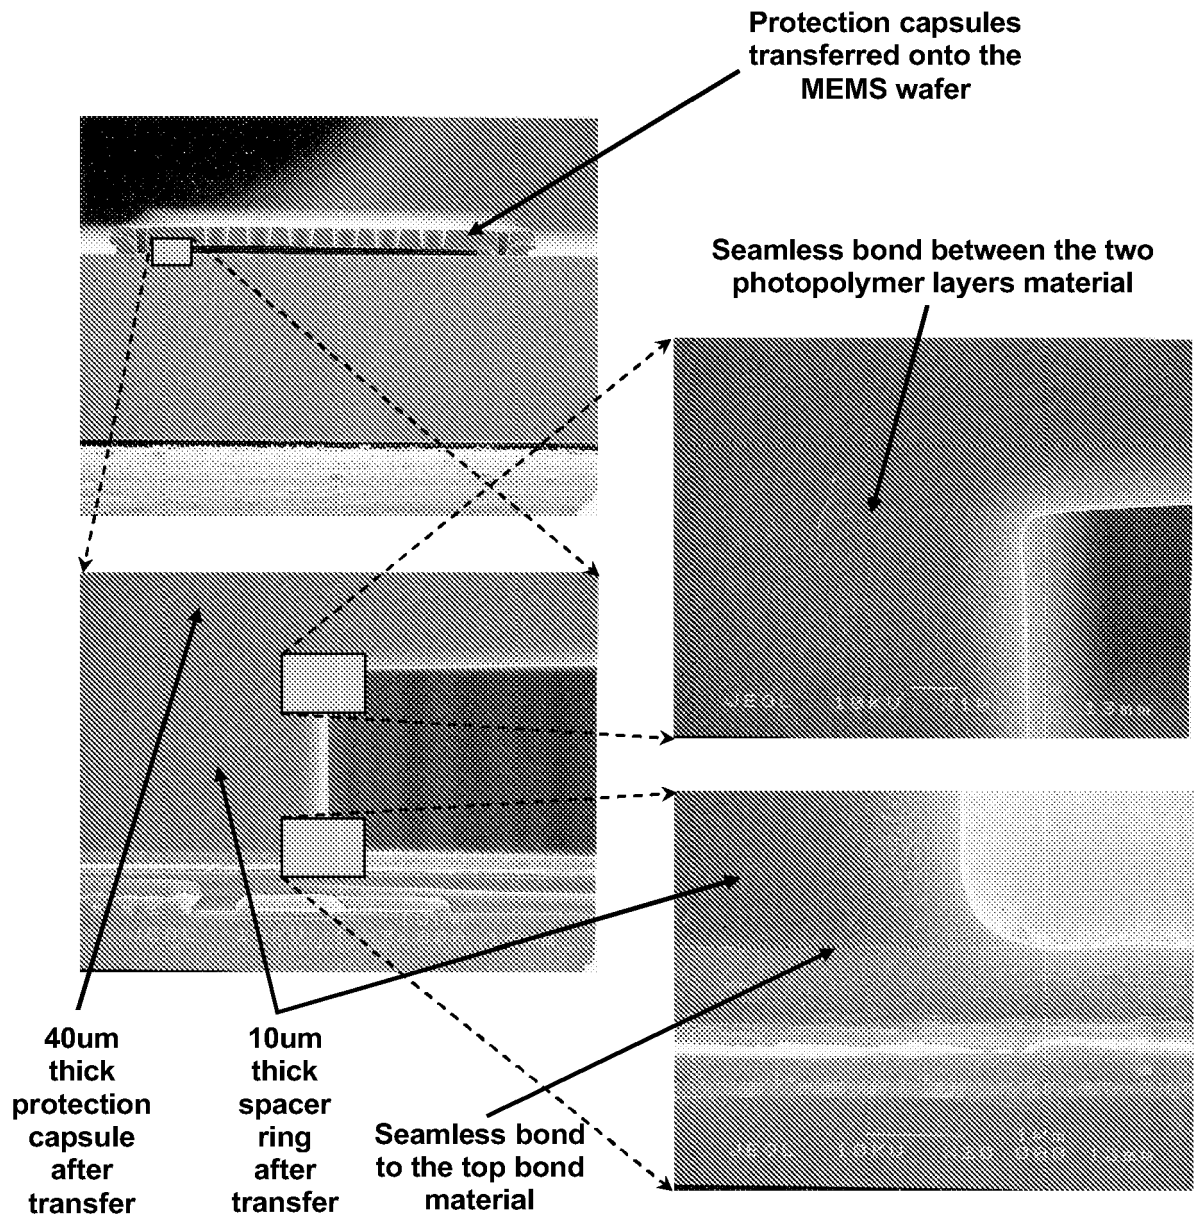 Protection capsules
transferred onto the
MEMS wafer
Seamless bond between the two
photopolymer layers material
40um
thick
protection
capsule
after
transfer
10um
thick
spacer
ring
after
transfer
Seamless bond
to the top bond
material